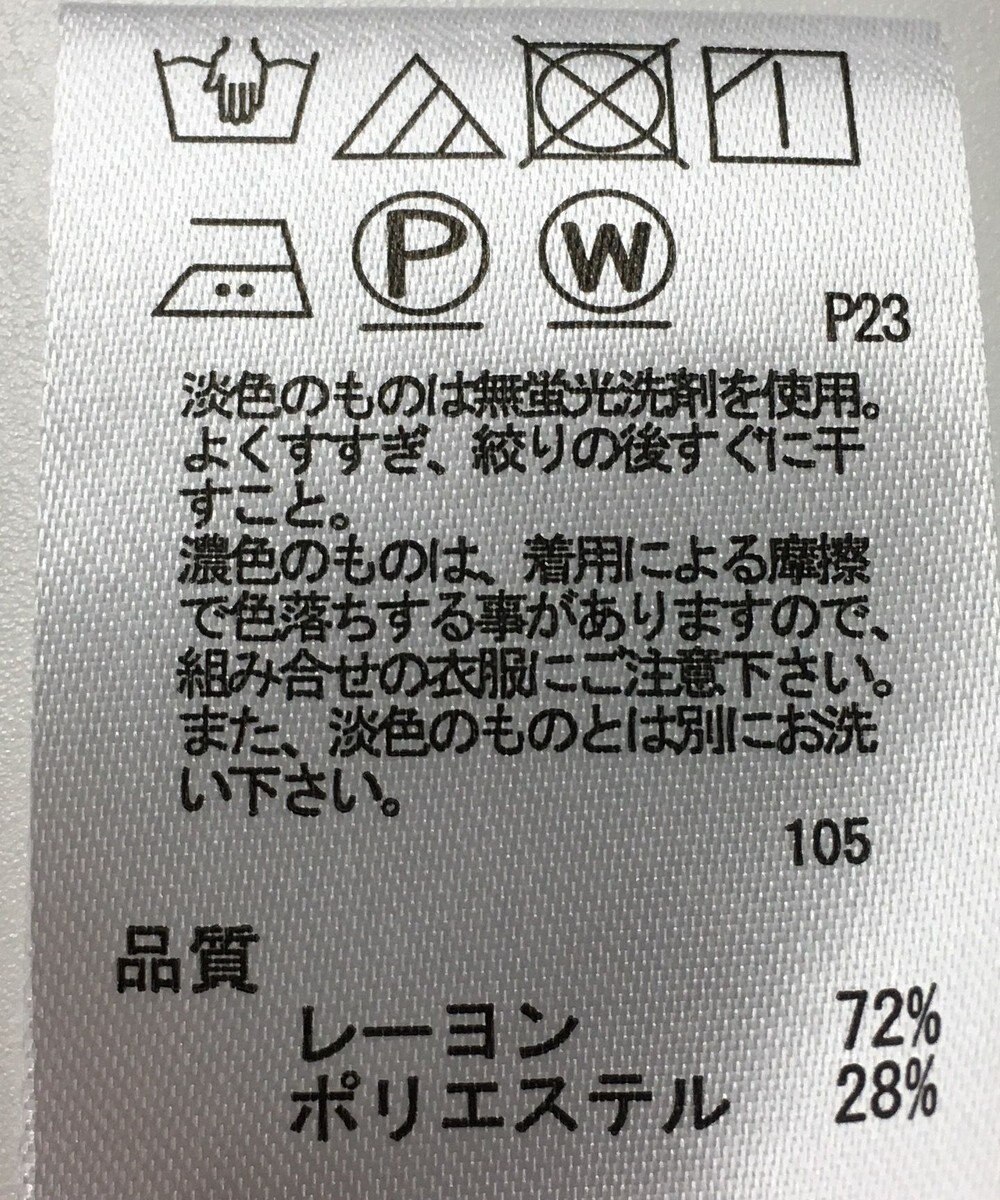 P W
P23
淡色のものは無蛍光洗剤を使用。
よくすすぎ、絞りの後すぐに干
すこと。
濃色のものは、着用による摩擦
で色落ちする事がありますので、
組み合せの衣服にご注意下さい。
また、淡色のものとは別にお洗
い下さい。
105
品質
レーヨン 72%
ポリエステル 28%